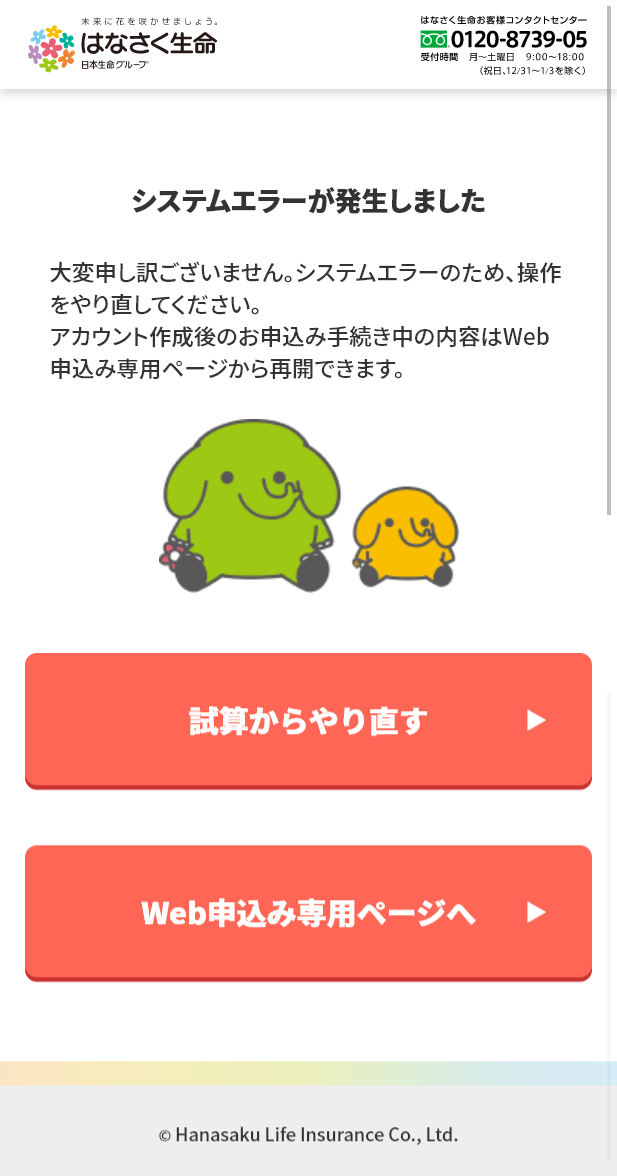 未来に花を咲かせましょう。
はなさく生命
日本生命グループ
はなさく生命お客様コンタクトセンター
0120-8739-05
受付時間 月〜土曜日 9:00〜18:00
（祝日、12/31〜1/3を除く）
システムエラーが発生しました
大変申し訳ございません。システムエラーのため、操作
をやり直してください。
アカウント作成後のお申込み手続き中の内容はWeb
申込み専用ページから再開できます。
試算からやり直す
Web申込み専用ページへ
© Hanasaku Life Insurance Co., Ltd.